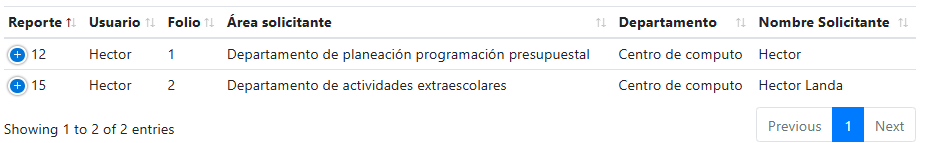 Reporte Usuario Folio Área solicitante Departamento Nombre Solicitante
12 Hector 1 Departamento de planeación programación presupuestal Centro de computo Hector
15 Hector 2 Departamento de actividades extraescolares Centro de computo Hector Landa
Showing 1 to 2 of 2 entries Previous 1 Next